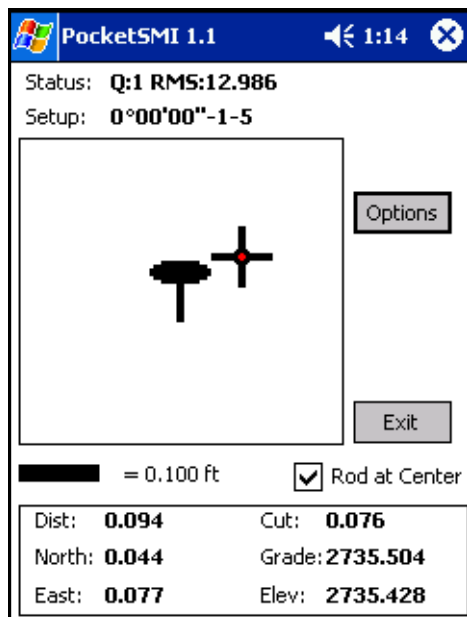 PocketSMI 1.1 1:14
Status: Q:1 RMS:12.986
Setup: 0°00'00"-1-5
Options
Exit
= 0.100 ft Rod at Center
Dist: 0.094 Cut: 0.076
North: 0.044 Grade: 2735.504
East: 0.077 Elev: 2735.428